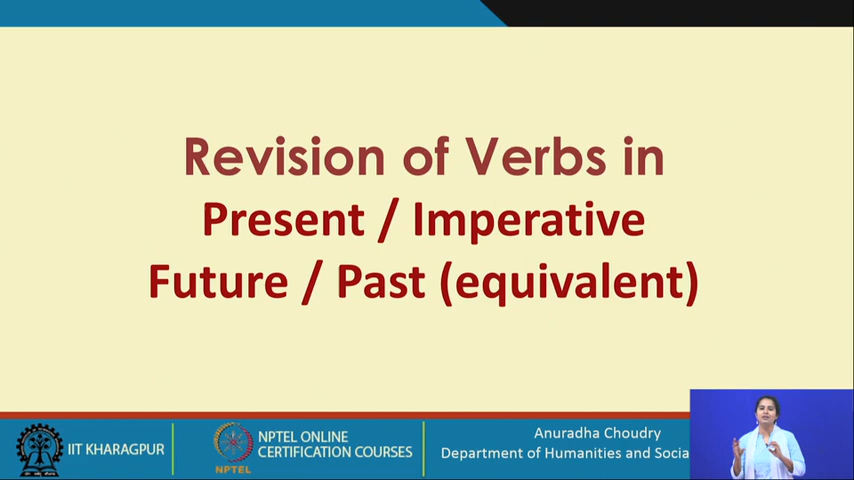 Revision of Verbs in
Present / Imperative
Future / Past (equivalent)
IIT KHARAGPUR
NPTEL
NPTEL ONLINE
CERTIFICATION COURSES
Anuradha Choudry
Department of Humanities and Socia